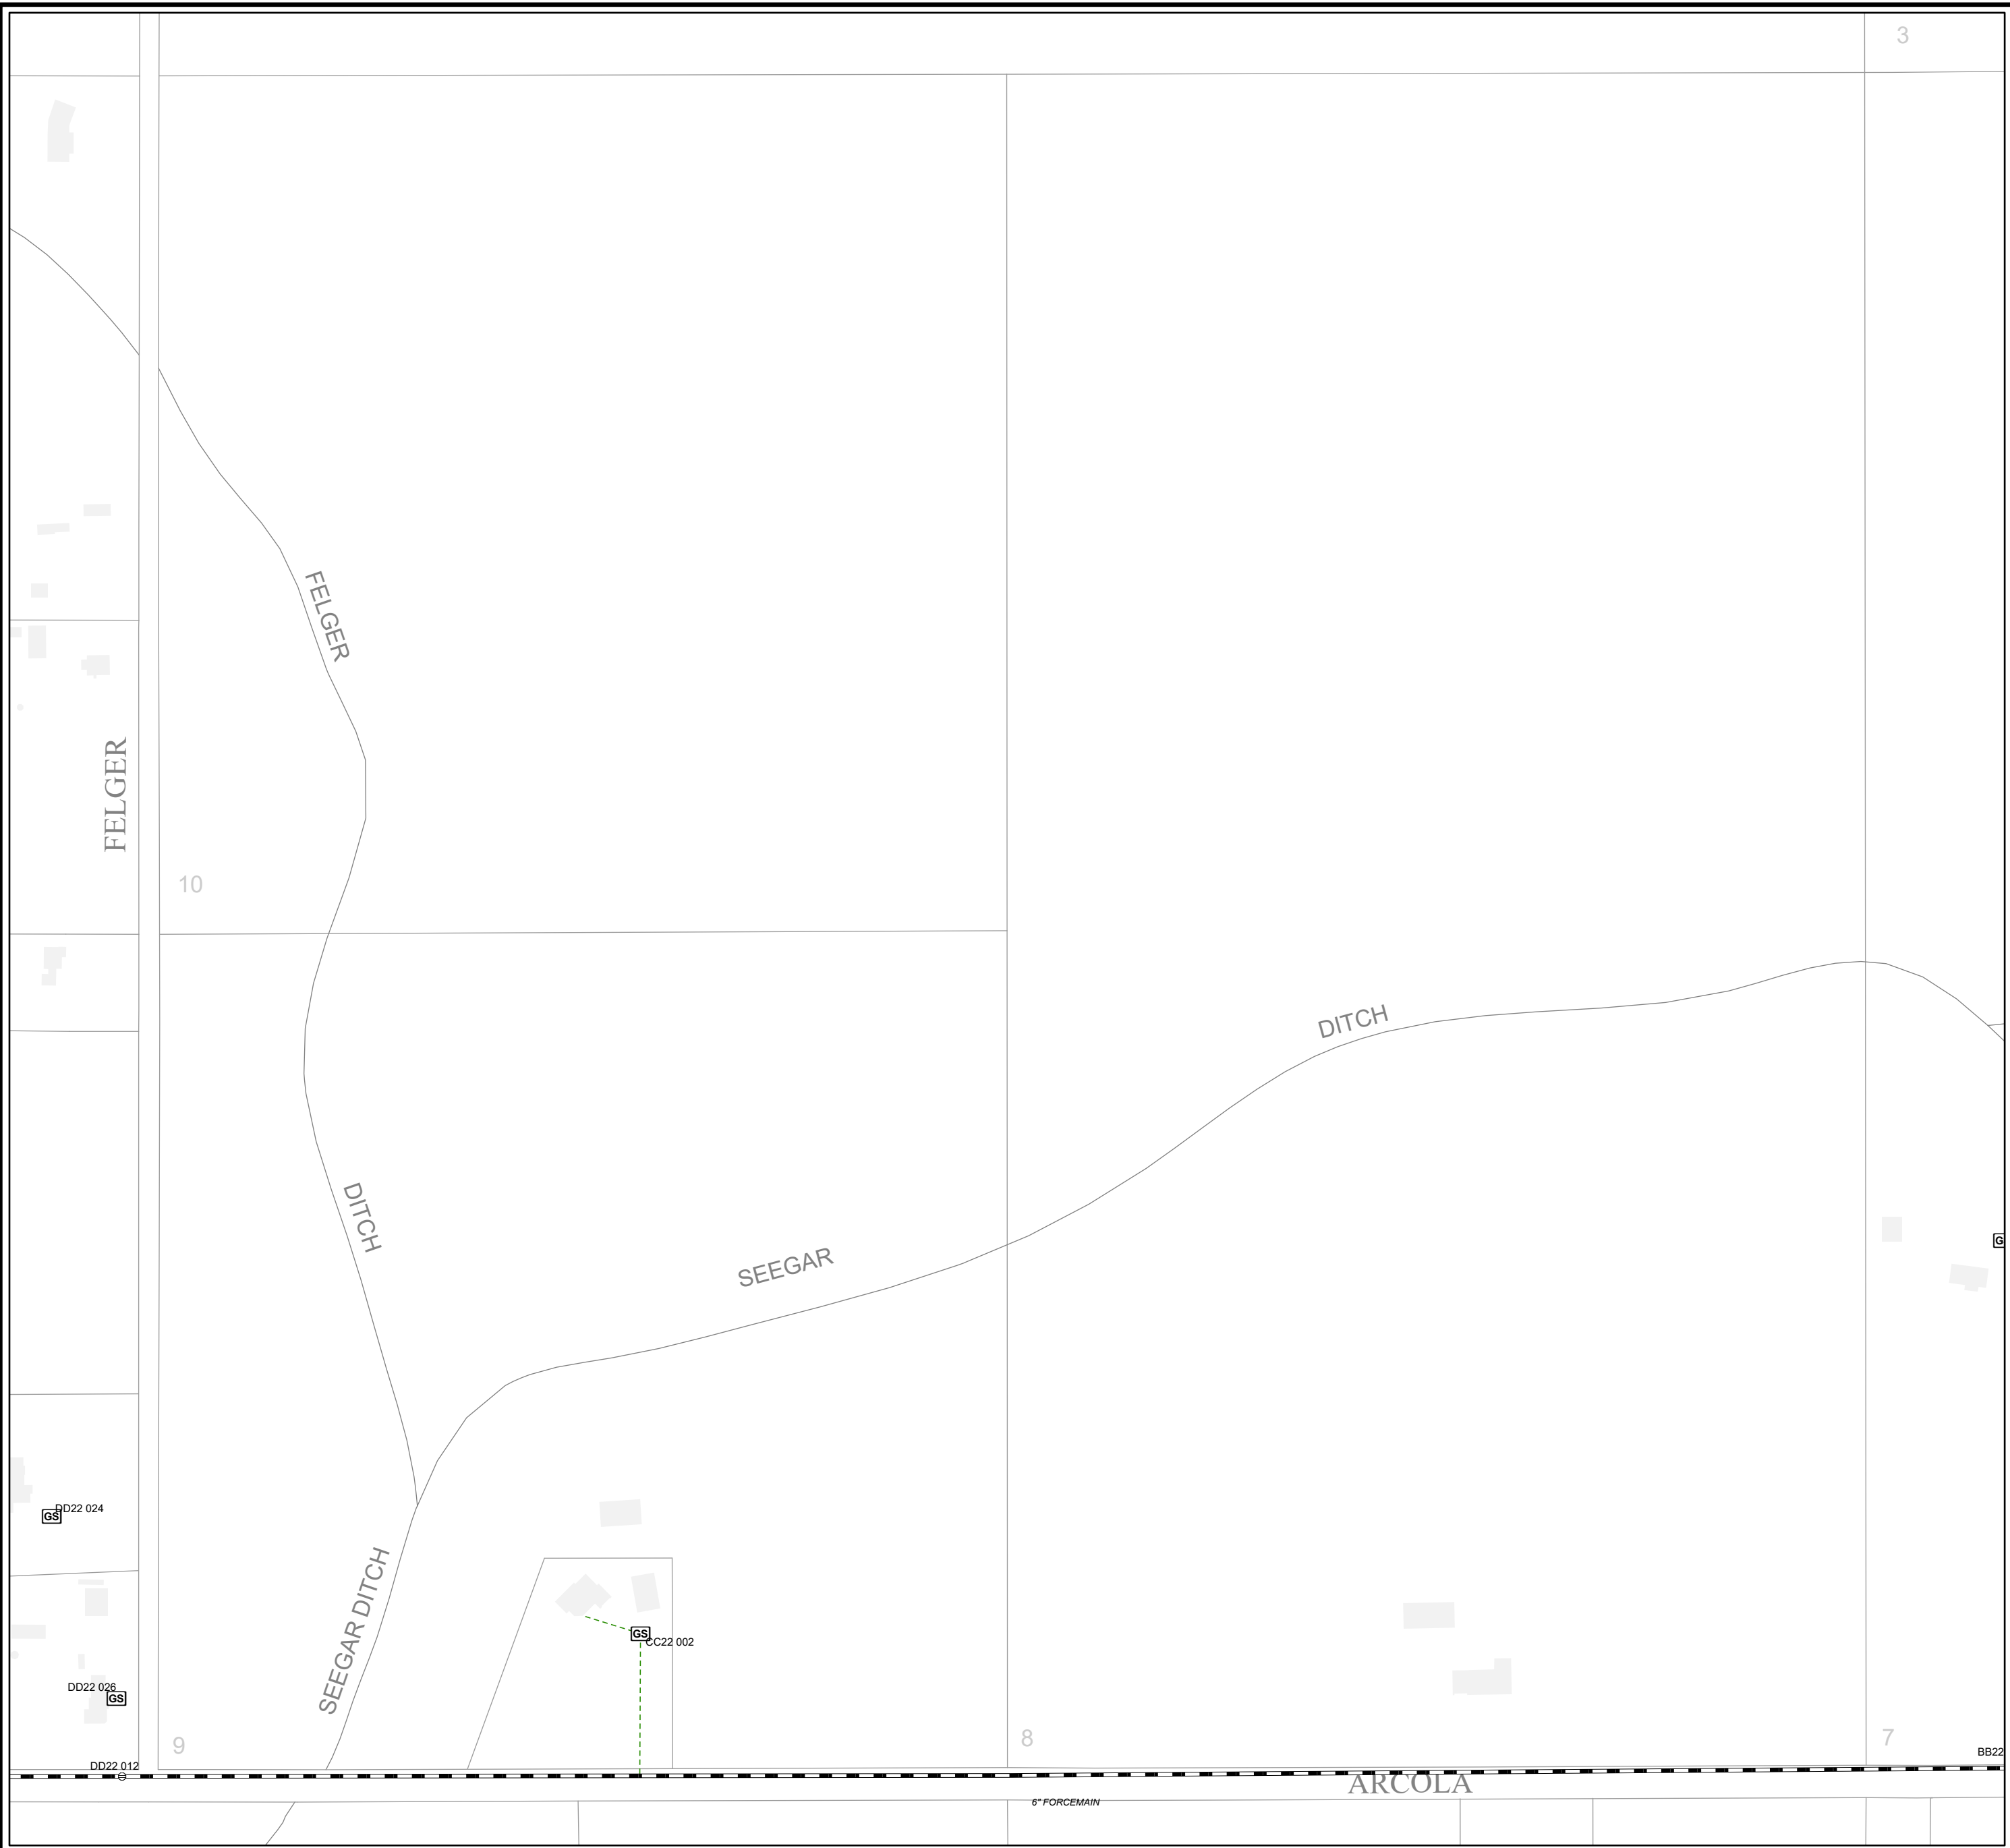 3
FELGER
FELGER
10
DITCH
DITCH
SEEGAR
G
DD22 024
GS
SEEGAR DITCH
GS
CC22 002
DD22 026
GS
9
8
7
DD22 012
BB22
ARCOLA
6" FORCEMAIN